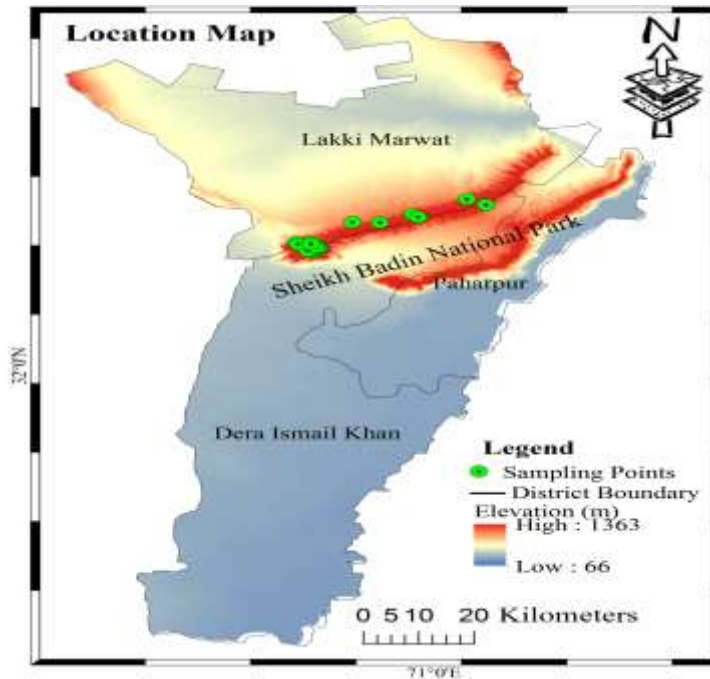 Location Map
N
Lakki Marwat
Sheikh Badin National Park
Paharpur
32°0'N
Dera Ismail Khan
Legend
Sampling Points
District Boundary
Elevation (m)
High : 1363
Low : 66
0 5 10 20 Kilometers
71°0'E